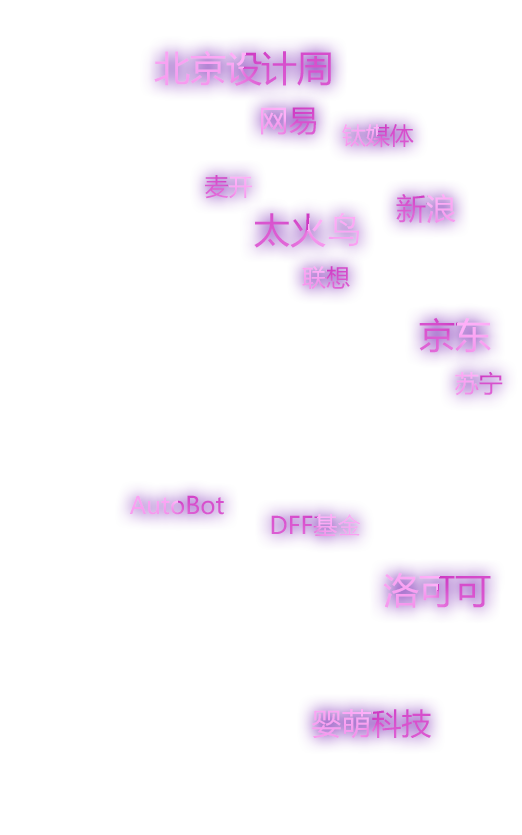 北京设计周
网易
钛媒体
麦开
新浪
太火鸟
联想
京东
苏宁
AutoBot
DFF基金
洛可可
婴萌科技